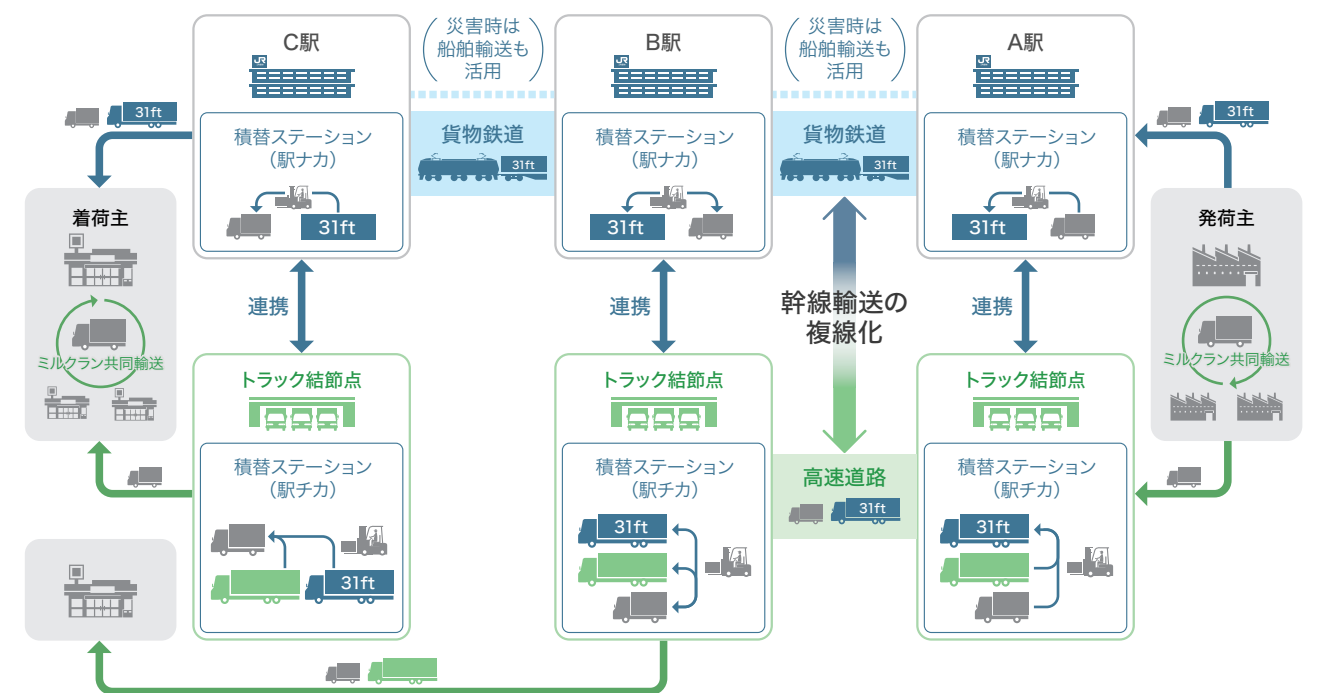 C駅
JR
積替ステーション
（駅ナカ）
31ft
災害時は
船舶輸送も
活用
貨物鉄道
31ft
B駅
JR
積替ステーション
（駅ナカ）
31ft
災害時は
船舶輸送も
活用
貨物鉄道
31ft
A駅
JR
積替ステーション
（駅ナカ）
31ft
31ft
31ft
着荷主
ミルクラン共同輸送
発荷主
ミルクラン共同輸送
連携
連携
幹線輸送の
複線化
連携
トラック結節点
積替ステーション
（駅チカ）
31ft
トラック結節点
積替ステーション
（駅チカ）
31ft
高速道路
31ft
トラック結節点
積替ステーション
（駅チカ）
31ft